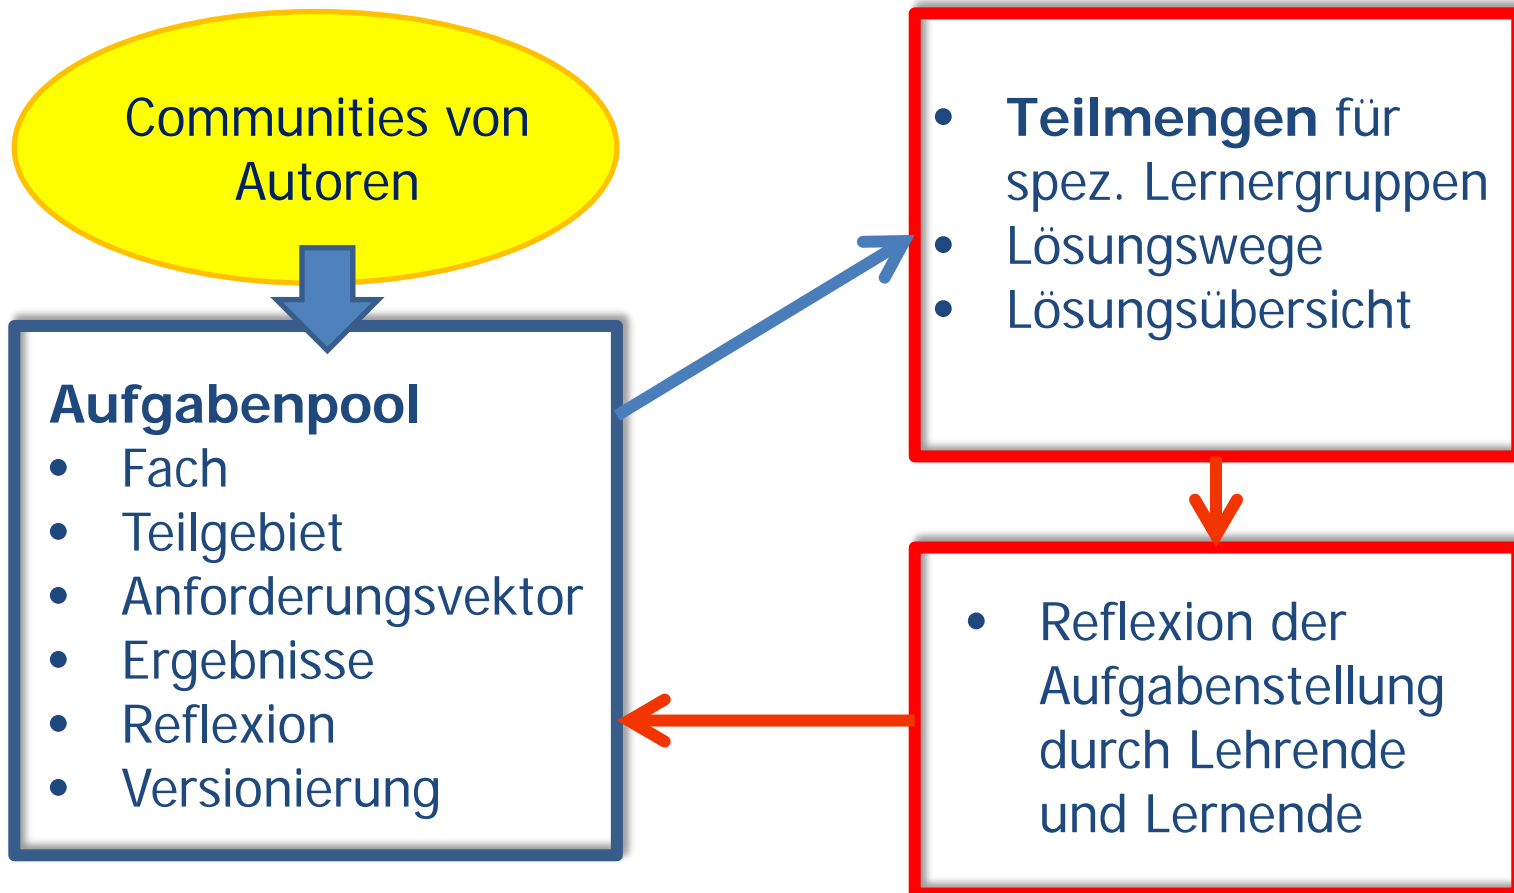 Communities von
Autoren
Aufgabenpool
• Fach
• Teilgebiet
• Anforderungsvektor
• Ergebnisse
• Reflexion
• Versionierung
• Teilmengen für
spez. Lernergruppen
• Lösungswege
• Lösungsübersicht
• Reflexion der
Aufgabenstellung
durch Lehrende
und Lernende